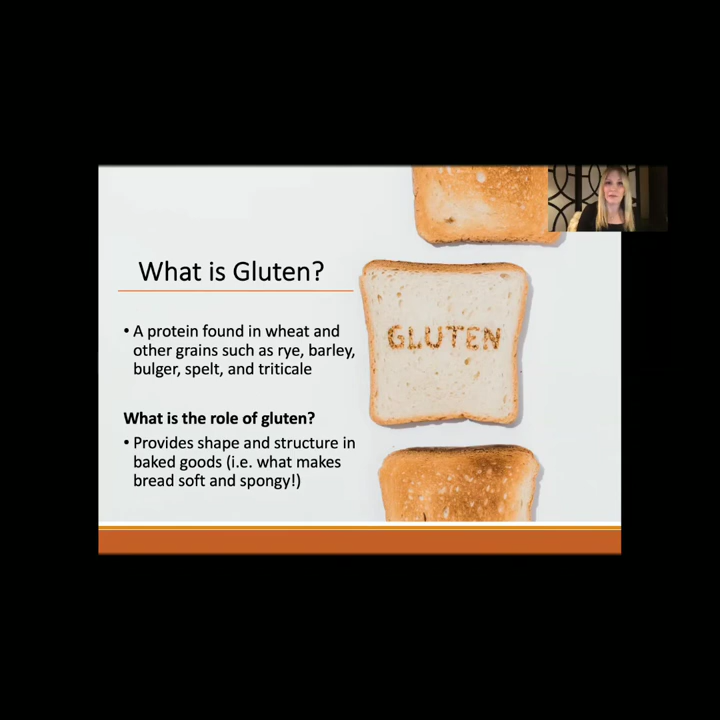 What is Gluten?
• A protein found in wheat and
other grains such as rye, barley,
bulger, spelt, and triticale
What is the role of gluten?
• Provides shape and structure in
baked goods (i.e. what makes
bread soft and spongy!)
GLUTEN